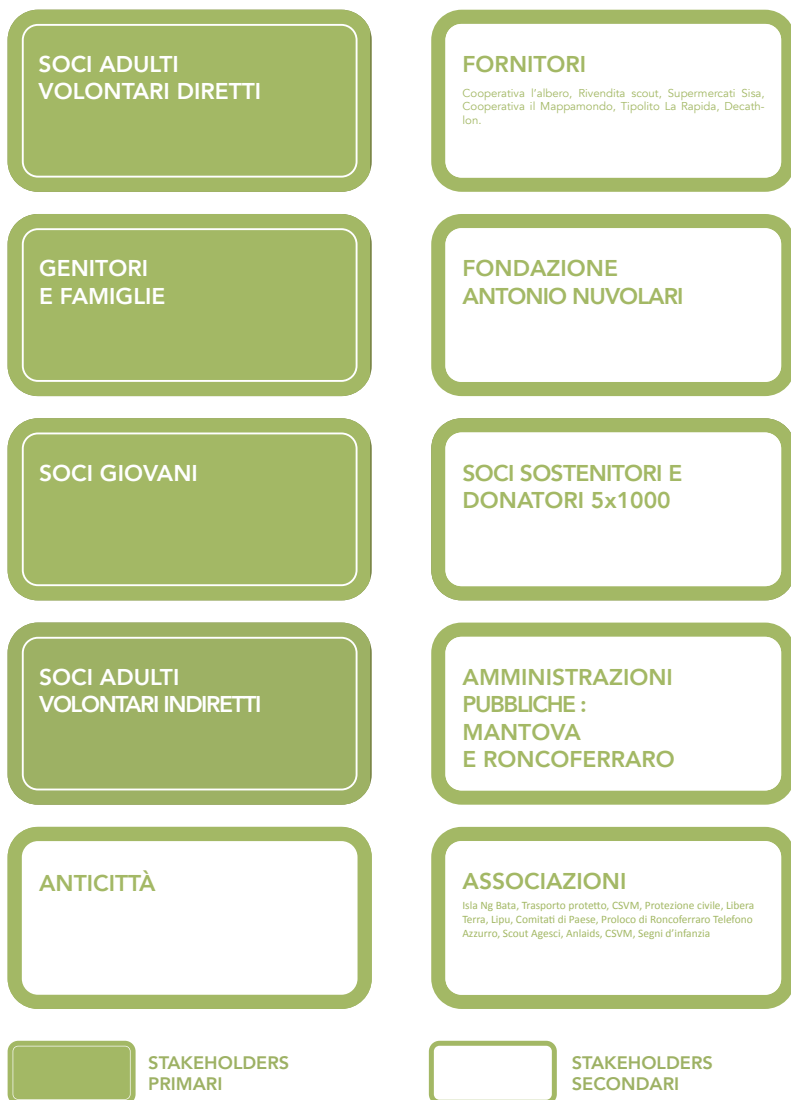 SOCI ADULTI
VOLONTARI DIRETTI
FORNITORI
Cooperativa l'albero, Rivendita scout, Supermercati Sisa,
Cooperativa il Mappamondo, Tipolito La Rapida, Decath-
lon.
GENITORI
E FAMIGLIE
FONDAZIONE
ANTONIO NUVOLARI
SOCI GIOVANI
SOCI SOSTENITORI E
DONATORI 5x1000
SOCI ADULTI
VOLONTARI INDIRETTI
AMMINISTRAZIONI
PUBBLICHE :
MANTOVA
E RONCOFERRARO
ANTICITTÀ
ASSOCIAZIONI
Isla Ng Bata, Trasporto protetto, CSVM, Protezione civile, Libera
Terra, Lipu, Comitati di Paese, Proloco di Roncoferraro Telefono
Azzurro, Scout Agesci, Anlaids, CSVM, Segni d'infanzia
STAKEHOLDERS
PRIMARI
STAKEHOLDERS
SECONDARI